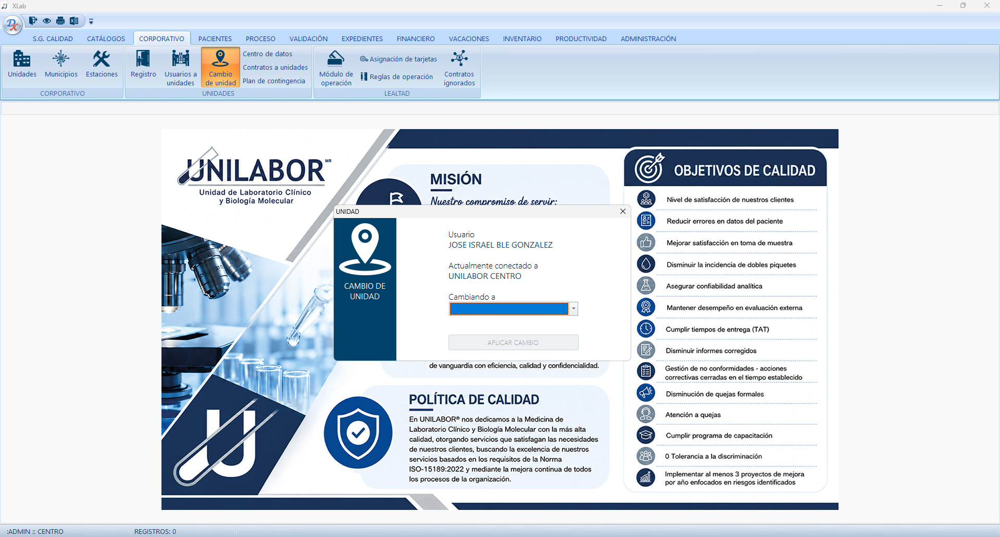 XLab
S.G. CALIDAD
CATÁLOGOS
CORPORATIVO
PACIENTES
PROCESO
VALIDACIÓN
EXPEDIENTES
FINANCIERO
VACACIONES
INVENTARIO
PRODUCTIVIDAD
ADMINISTRACIÓN
Unidades
Municipios
Estaciones
CORPORATIVO
Registro
Usuarios a
unidades
Cambio
de unidad
Centro de datos
Contratos a unidades
Plan de contingencia
UNIDADES
Módulo de
operación
Asignación de tarjetas
Reglas de operación
Contratos
ignorados
LEALTAD
UNILABOR MR
Unidad de Laboratorio Clínico
y Biología Molecular
MISIÓN
Nuestro compromiso de servir:
UNIDAD
CAMBIO DE
UNIDAD
Usuario
JOSE ISRAEL BLE GONZALEZ
Actualmente conectado a
UNILABOR CENTRO
Cambiando a
APLICAR CAMBIO
de vanguardia con eficiencia, calidad y confidencialidad.
POLÍTICA DE CALIDAD
En UNILABOR® nos dedicamos a la Medicina de
Laboratorio Clínico y Biología Molecular con la más alta
calidad, otorgando servicios que satisfagan las necesidades
de nuestros clientes, buscando la excelencia de nuestros
servicios basados en los requisitos de la Norma
ISO-15189:2022 y mediante la mejora continua de todos
los procesos de la organización.
OBJETIVOS DE CALIDAD
Nivel de satisfacción de nuestros clientes
Reducir errores en datos del paciente
Mejorar satisfacción en toma de muestra
Disminuir la incidencia de dobles piquetes
Asegurar confiabilidad analítica
Mantener desempeño en evaluación externa
Cumplir tiempos de entrega (TAT)
Disminuir informes corregidos
Gestión de no conformidades - acciones
correctivas cerradas en el tiempo establecido
Disminución de quejas formales
Atención a quejas
Cumplir programa de capacitación
0 Tolerancia a la discriminación
Implementar al menos 3 proyectos de mejora
por año enfocados en riesgos identificados
:ADMIN :: CENTRO
REGISTROS: 0